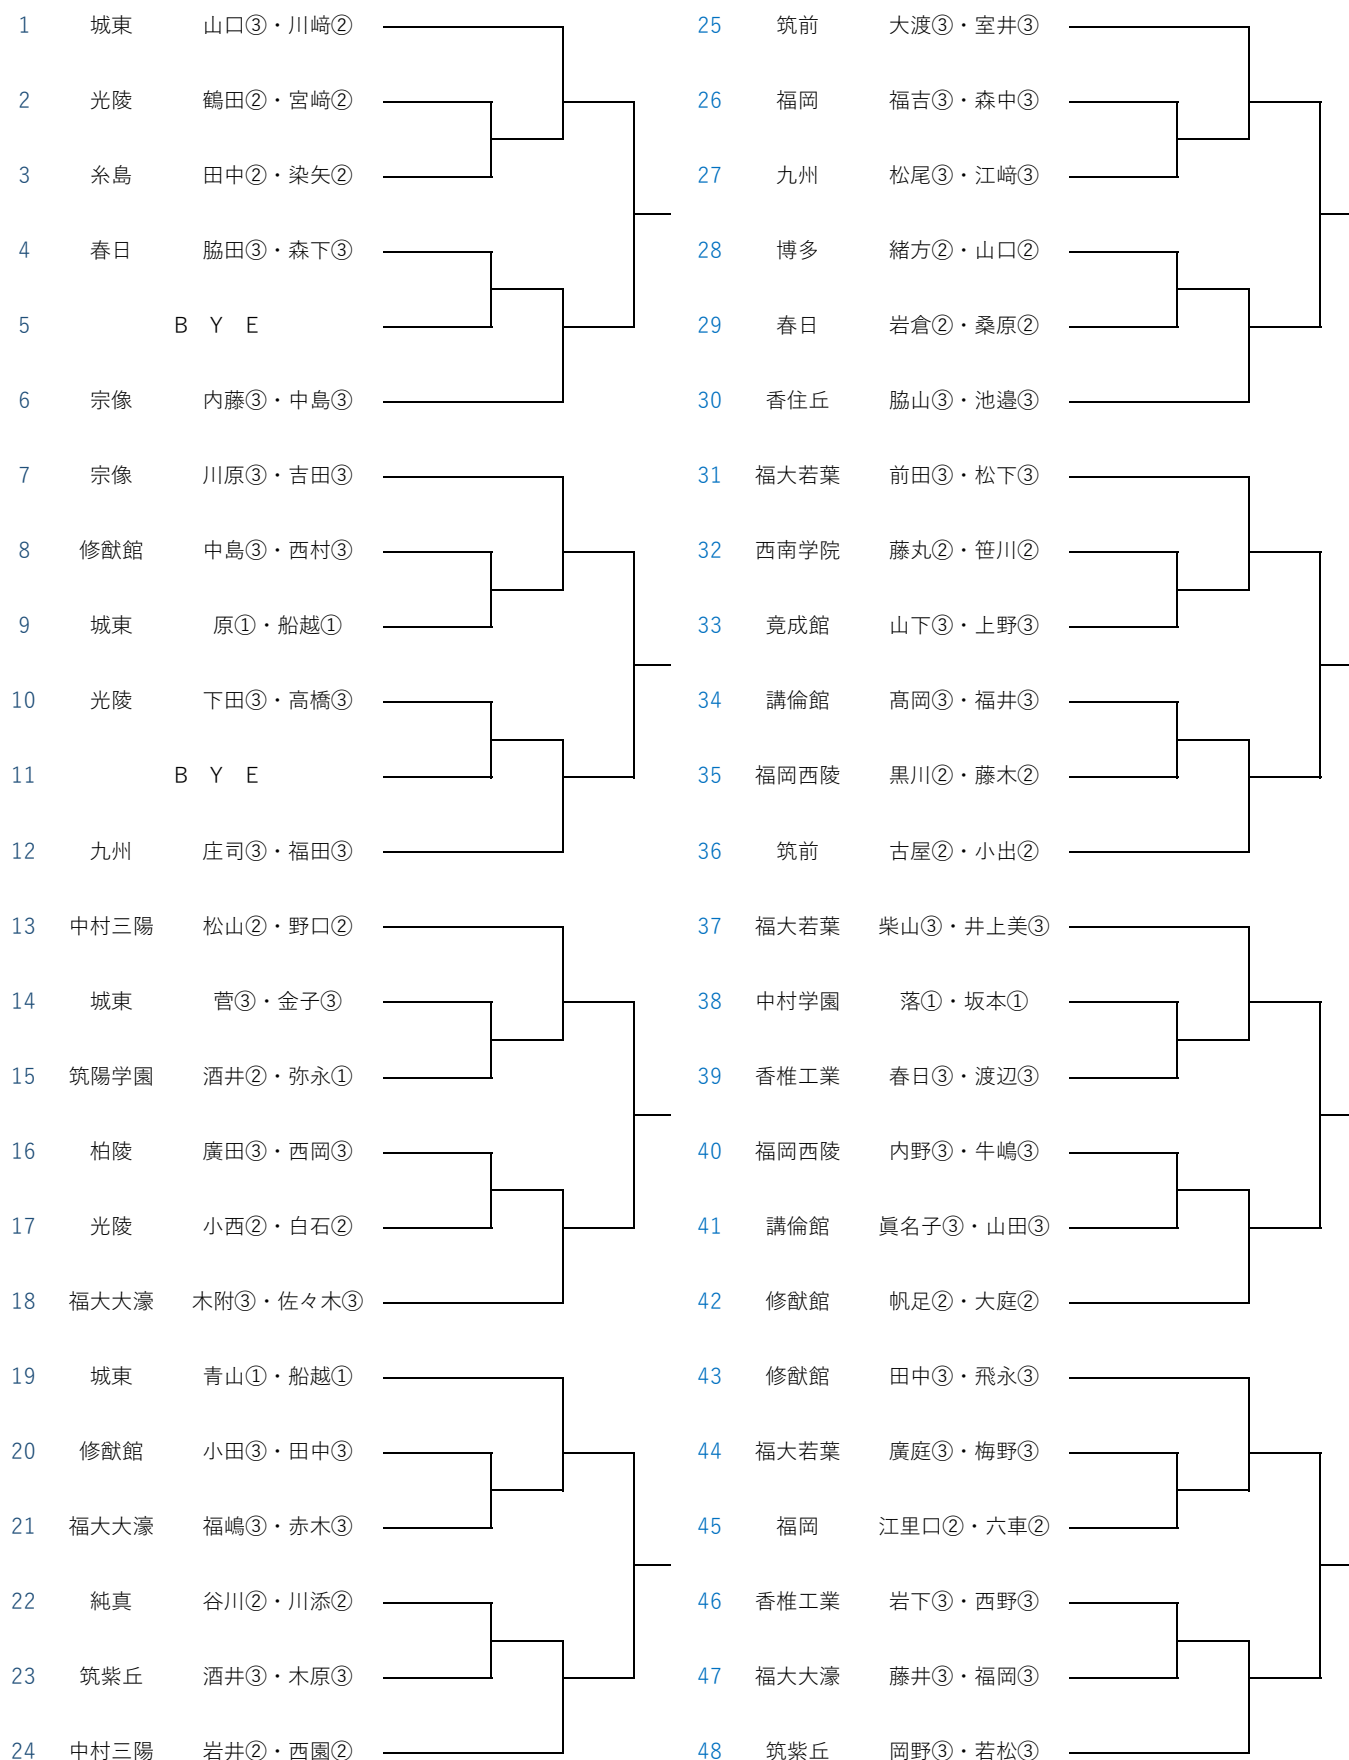 1 城東 山口③・川﨑②
2 光陵 鶴田②・宮﨑②
3 糸島 田中②・染矢②
4 春日 脇田③・森下③
5 B Y E
6 宗像 内藤③・中島③
7 宗像 川原③・吉田③
8 修猷館 中島③・西村③
9 城東 原①・船越①
10 光陵 下田③・高橋③
11 B Y E
12 九州 庄司③・福田③
13 中村三陽 松山②・野口②
14 城東 菅③・金子③
15 筑陽学園 酒井②・弥永①
16 柏陵 廣田③・西岡③
17 光陵 小西②・白石②
18 福大大濠 木附③・佐々木③
19 城東 青山①・船越①
20 修猷館 小田③・田中③
21 福大大濠 福嶋③・赤木③
22 純真 谷川②・川添②
23 筑紫丘 酒井③・木原③
24 中村三陽 岩井②・西園②
25 筑前 大渡③・室井③
26 福岡 福吉③・森中③
27 九州 松尾③・江﨑③
28 博多 緒方②・山口②
29 春日 岩倉②・桑原②
30 香住丘 脇山③・池邉③
31 福大若葉 前田③・松下③
32 西南学院 藤丸②・笹川②
33 竟成館 山下③・上野③
34 講倫館 髙岡③・福井③
35 福岡西陵 黒川②・藤木②
36 筑前 古屋②・小出②
37 福大若葉 柴山③・井上美③
38 中村学園 落①・坂本①
39 香椎工業 春日③・渡辺③
40 福岡西陵 内野③・牛嶋③
41 講倫館 眞名子③・山田③
42 修猷館 帆足②・大庭②
43 修猷館 田中③・飛永③
44 福大若葉 廣庭③・梅野③
45 福岡 江里口②・六車②
46 香椎工業 岩下③・西野③
47 福大大濠 藤井③・福岡③
48 筑紫丘 岡野③・若松③